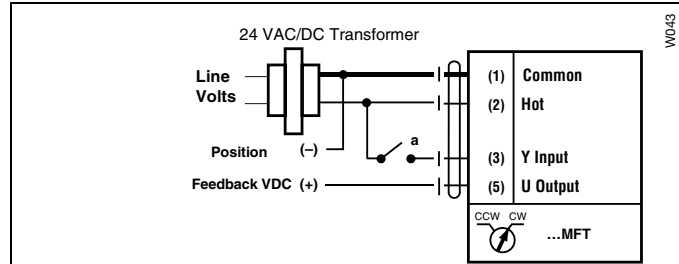 W043
24 VAC/DC Transformer
Line
Volts
(1) Common
(2) Hot
a
Position (–)
(3) Y Input
Feedback VDC (+)
(5) U Output
CCW CW
...MFT